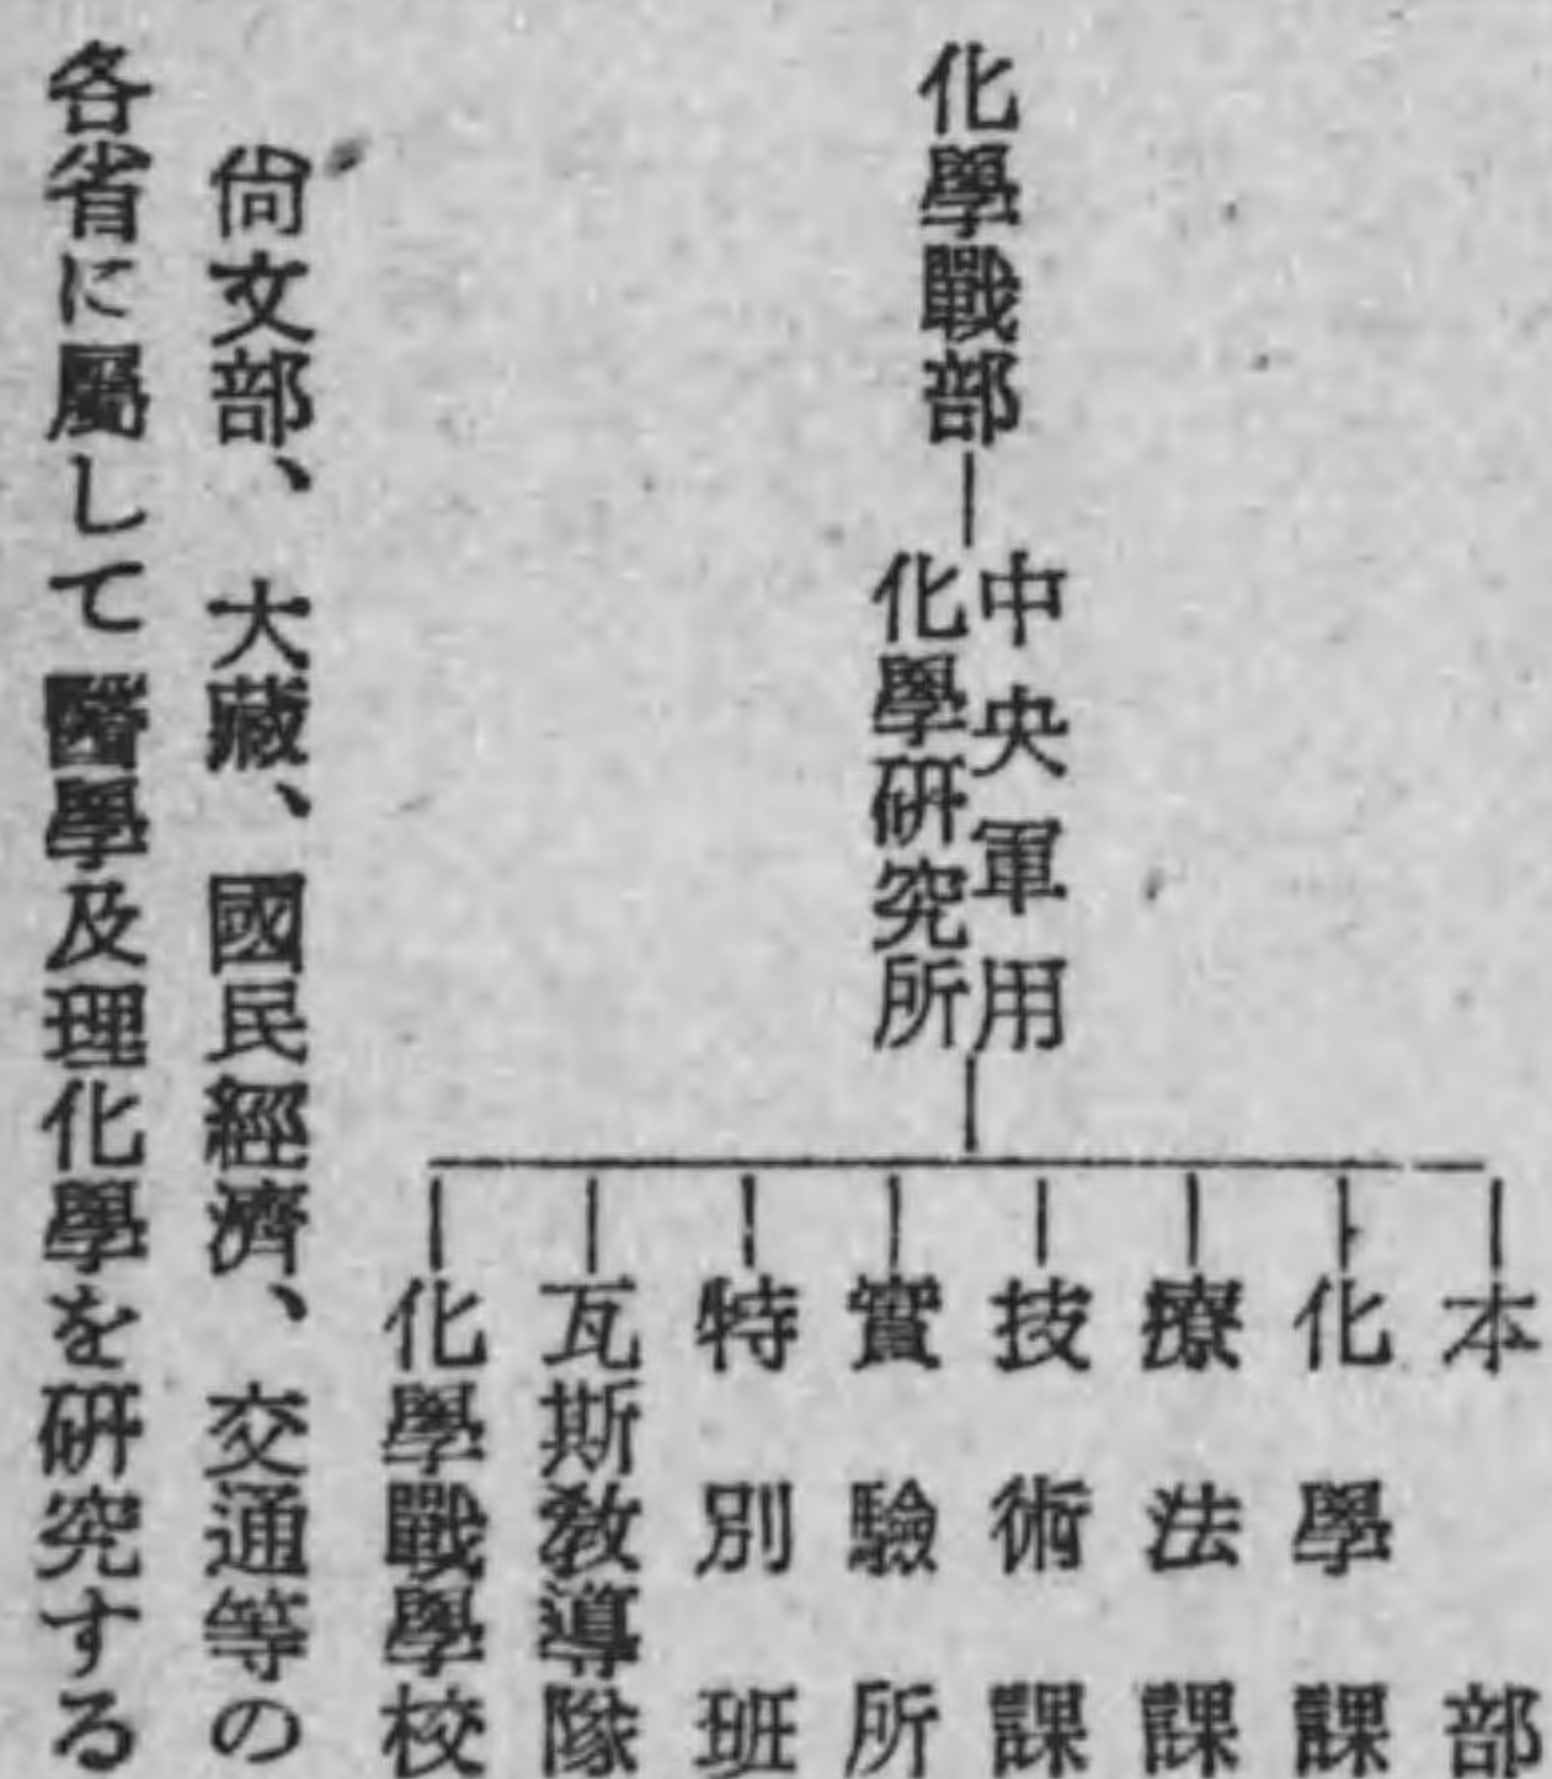 化學戰部
中央軍用
化學硏究所
本部
化學課
療法課
技術課
實驗所
特別班
瓦斯敎導隊
化學戰學校
尙文部、大藏、國民經濟、交通等の
各省に屬して醫學及理化學を硏究する